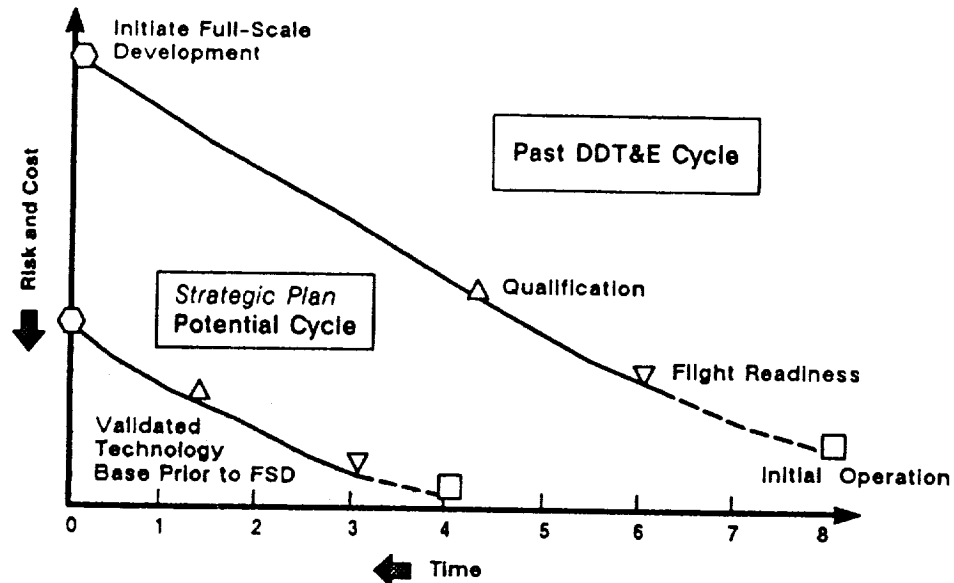 Initiate Full-Scale
Development
Past DDT&E Cycle
Risk and Cost
Strategic Plan
Potential Cycle
Qualification
Flight Readiness
Validated
Technology
Base Prior to FSD
Initial Operation
0 1 2 3 4 5 6 7 8
Time